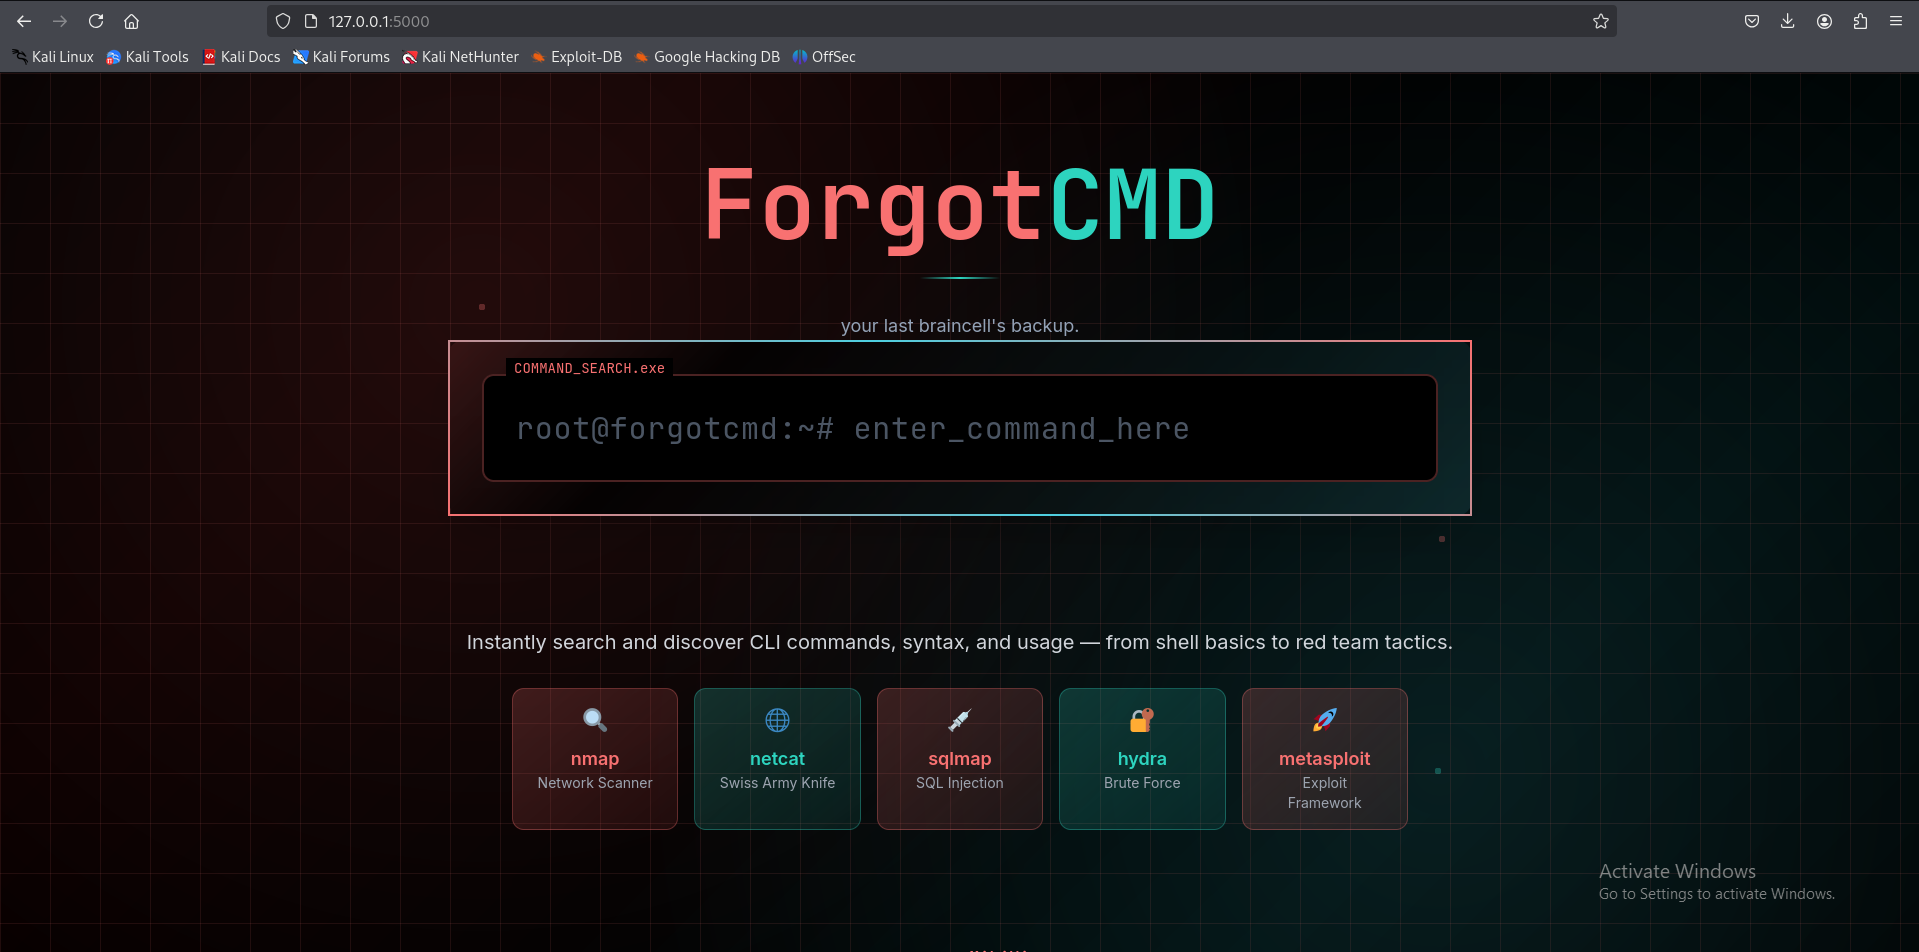 127.0.0.1:5000
Kali Linux Kali Tools Kali Docs Kali Forums Kali NetHunter Exploit-DB Google Hacking DB OffSec
ForgotCMD
your last braincell's backup.
COMMAND_SEARCH.exe
root@forgotcmd:~# enter_command_here
Instantly search and discover CLI commands, syntax, and usage — from shell basics to red team tactics.
nmap
Network Scanner
netcat
Swiss Army Knife
sqlmap
SQL Injection
hydra
Brute Force
metasploit
Exploit
Framework
Activate Windows
Go to Settings to activate Windows.